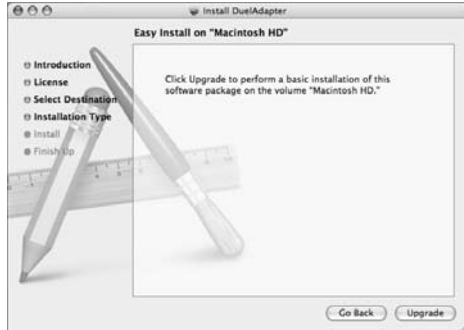 Install DuelAdapter
Easy Install on "Macintosh HD"
Introduction
License
Select Destination
Installation Type
Install
Finish Up
Click Upgrade to perform a basic installation of this
software package on the volume "Macintosh HD."
Go Back
Upgrade